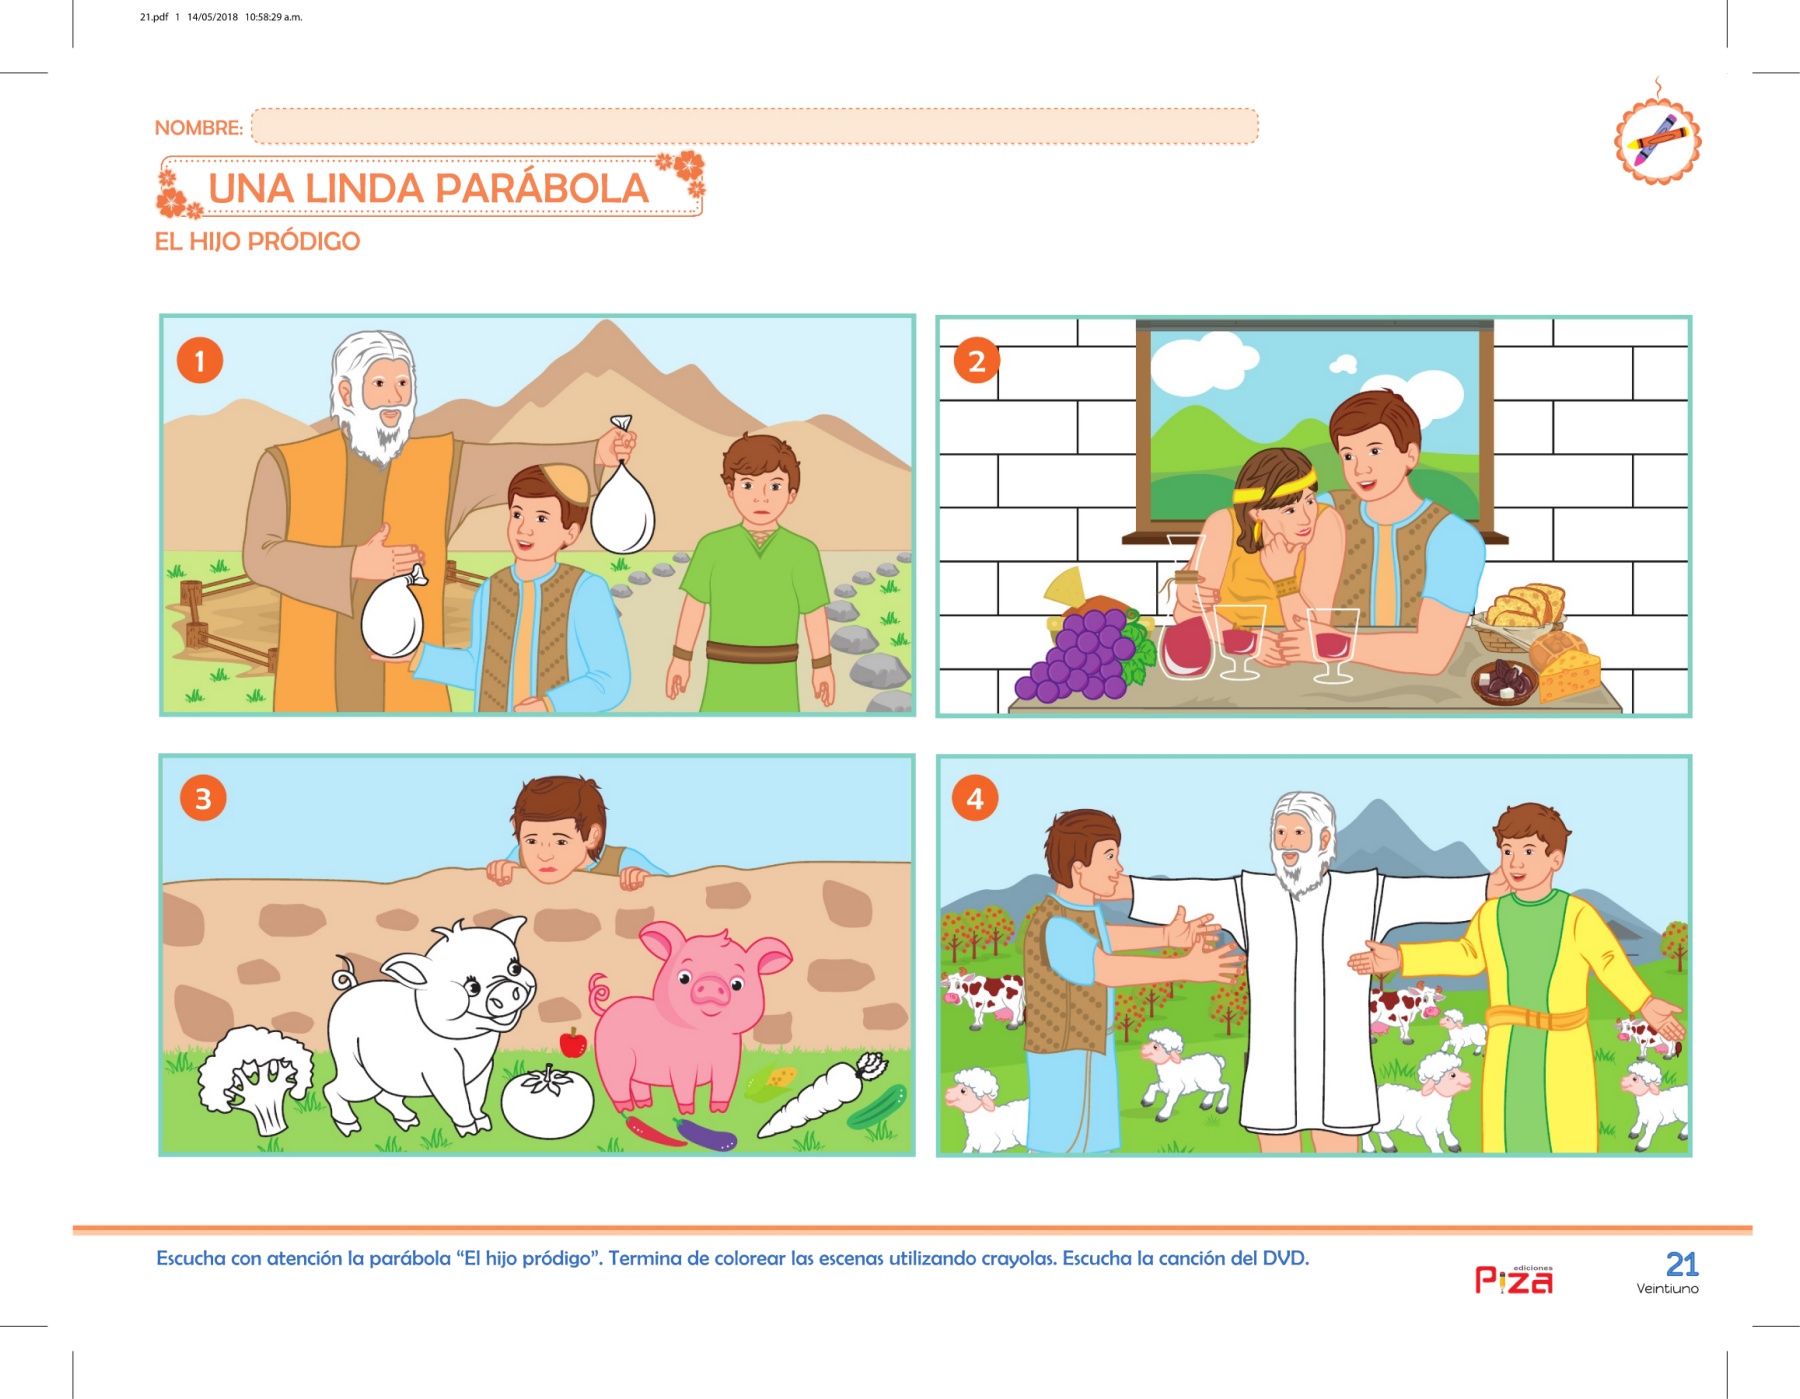 21.pdf 1 14/05/2018 10:58:29 a.m.
NOMBRE:
UNA LINDA PARÁBOLA
EL HIJO PRÓDIGO
1
2
3
4
Escucha con atención la parábola “El hijo pródigo”. Termina de colorear las escenas utilizando crayolas. Escucha la canción del DVD.
ediciones
Piza
21
Veintiuno